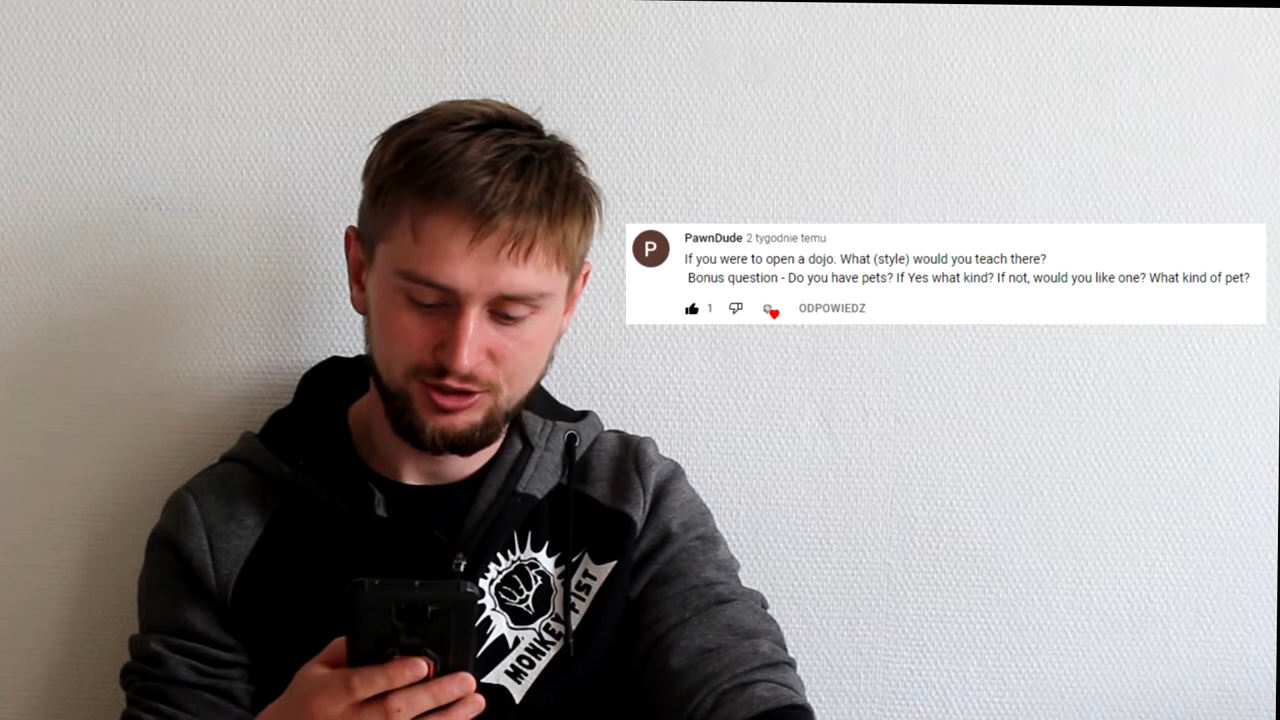 P
PawnDude 2 tygodnie temu
If you were to open a dojo. What (style) would you teach there?
Bonus question - Do you have pets? If Yes what kind? If not, would you like one? What kind of pet?
1
ODPOWIEDZ
MONKEY FIST